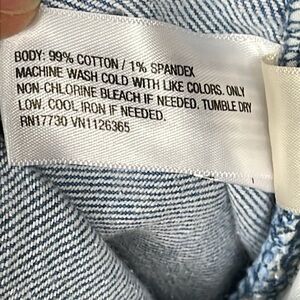 BODY: 99% COTTON / 1% SPANDEX
MACHINE WASH COLD WITH LIKE COLORS. ONLY
NON-CHLORINE BLEACH IF NEEDED. TUMBLE DRY
LOW. COOL IRON IF NEEDED.
RN17730 VN1126365